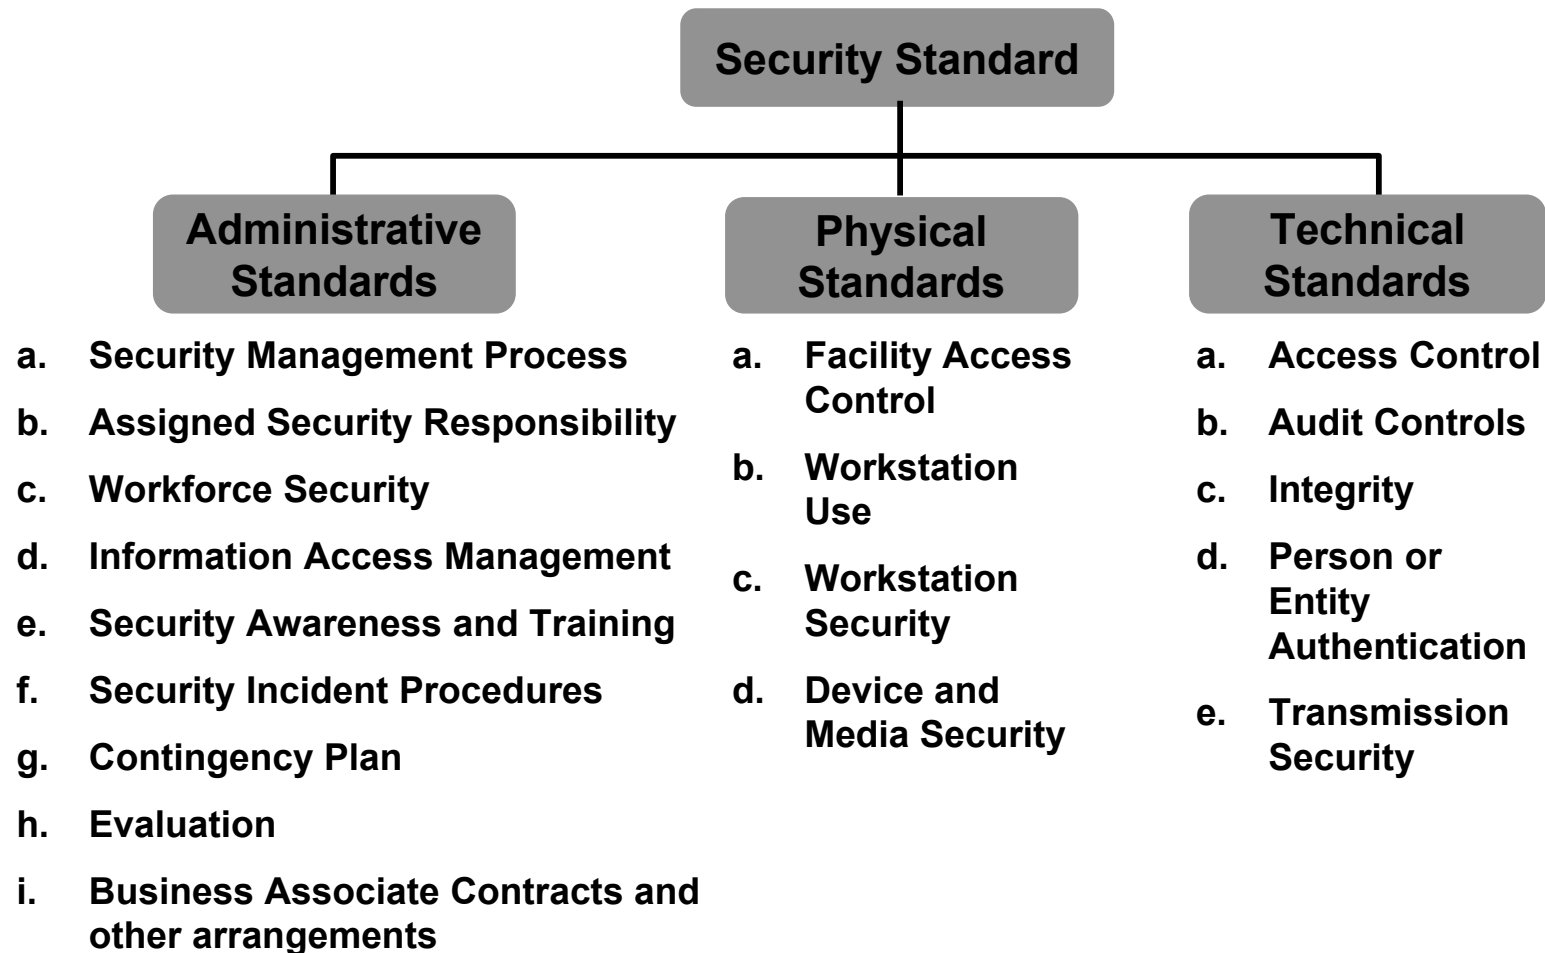 Security Standard
Administrative
Standards
a. Security Management Process
b. Assigned Security Responsibility
c. Workforce Security
d. Information Access Management
e. Security Awareness and Training
f. Security Incident Procedures
g. Contingency Plan
h. Evaluation
i. Business Associate Contracts and
other arrangements
Physical
Standards
a. Facility Access
Control
b. Workstation
Use
c. Workstation
Security
d. Device and
Media Security
Technical
Standards
a. Access Control
b. Audit Controls
c. Integrity
d. Person or
Entity
Authentication
e. Transmission
Security